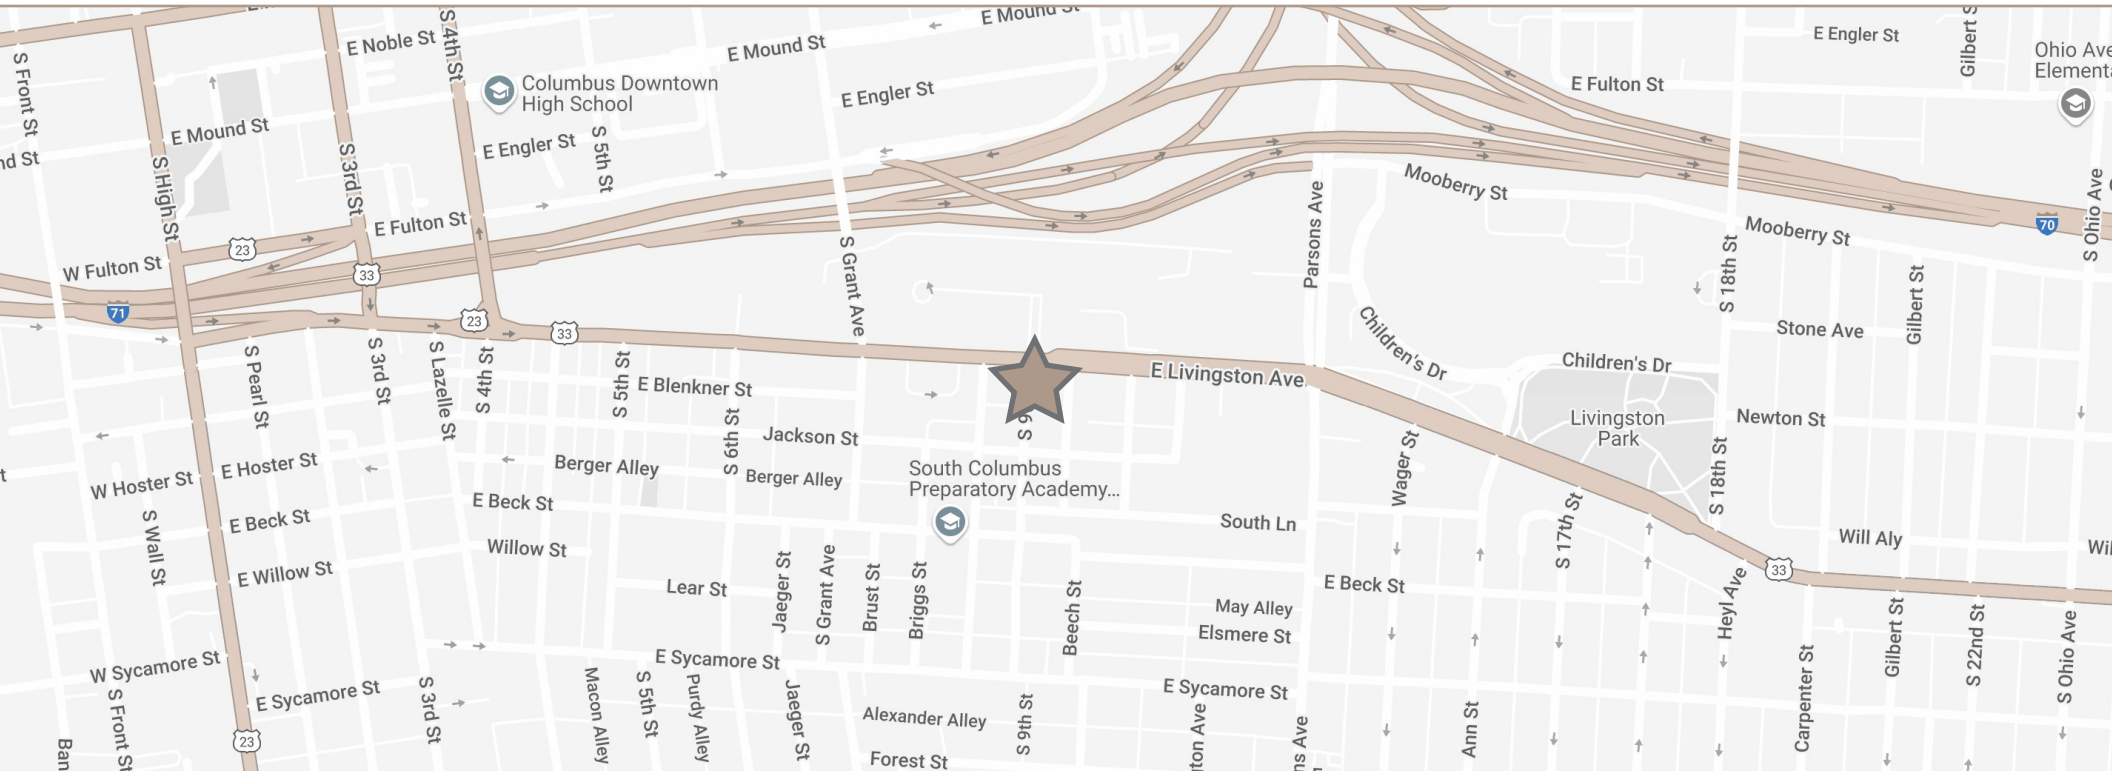 E Noble St
S 4th St
E Mound St
E Mound St
E Engler St
Gilbert S
Ohio Ave
Elementa
S Front St
Columbus Downtown
High School
E Engler St
E Fulton St
E Mound St
nd St
E Engler St
S 5th St
S High St
S 3rd St
Mooberry St
Parsons Ave
S Ohio Ave
E Fulton St
23
W Fulton St
33
70
Mooberry St
S 18th St
S Grant Ave
Gilbert St
71
23
33
Stone Ave
Children's Dr
Children's Dr
S Pearl St
S 3rd St
S Lazelle St
S 4th St
S 5th St
E Blenkner St
E Livingston Ave
S 6th St
Jackson St
S 9
Livingston
Park
Newton St
S 18th St
Wager St
E Hoster St
W Hoster St
Berger Alley
Berger Alley
South Columbus
Preparatory Academy...
E Beck St
E Beck St
South Ln
S 17th St
Will Aly
Wil
S Wall St
Willow St
E Willow St
Lear St
Jaeger St
S Grant Ave
Brust St
Briggs St
Beech St
E Beck St
May Alley
Elsmere St
Heyl Ave
33
Gilbert St
S 22nd St
S Ohio Ave
Carpenter St
W Sycamore St
E Sycamore St
E Sycamore St
E Sycamore St
S Front St
S 3rd St
Macon Alley
S 5th St
Purdy Alley
Jaeger St
Alexander Alley
S 9th St
Forest St
gton Ave
ns Ave
Ann St
23
Ban